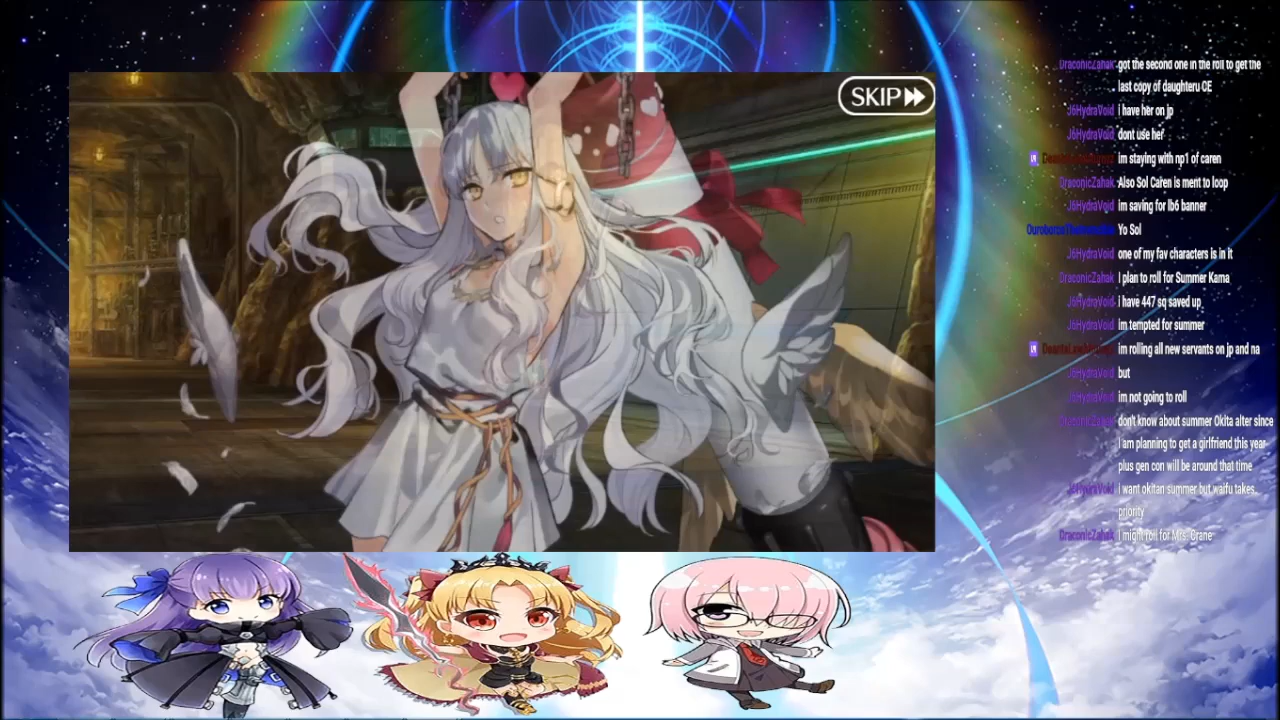 SKIP
DraconicZahak got the second one in the roll to get the
last copy of daughteru CE
J6HydraVoid i have her on jp
J6HydraVoid dont use her
im staying with np1 of caren
DraconicZahak Also Sol Caren is ment to loop
J6HydraVoid Im saving for lb6 banner
Yo Sol
J6HydraVoid one of my fav characters is in it
DraconicZahak I plan to roll for Summer Kama
J6HydraVoid i have 447 sq saved up
J6HydraVoid Im tempted for summer
im rolling all new servants on jp and na
J6HydraVoid but
J6HydraVoid im not going to roll
DraconicZahak don't know about summer Okita alter since
I am planning to get a girlfriend this year
plus gen con will be around that time
J6HydraVoid I want okitan summer but waifu takes
priority
DraconicZahak I might roll for Mrs. Crane